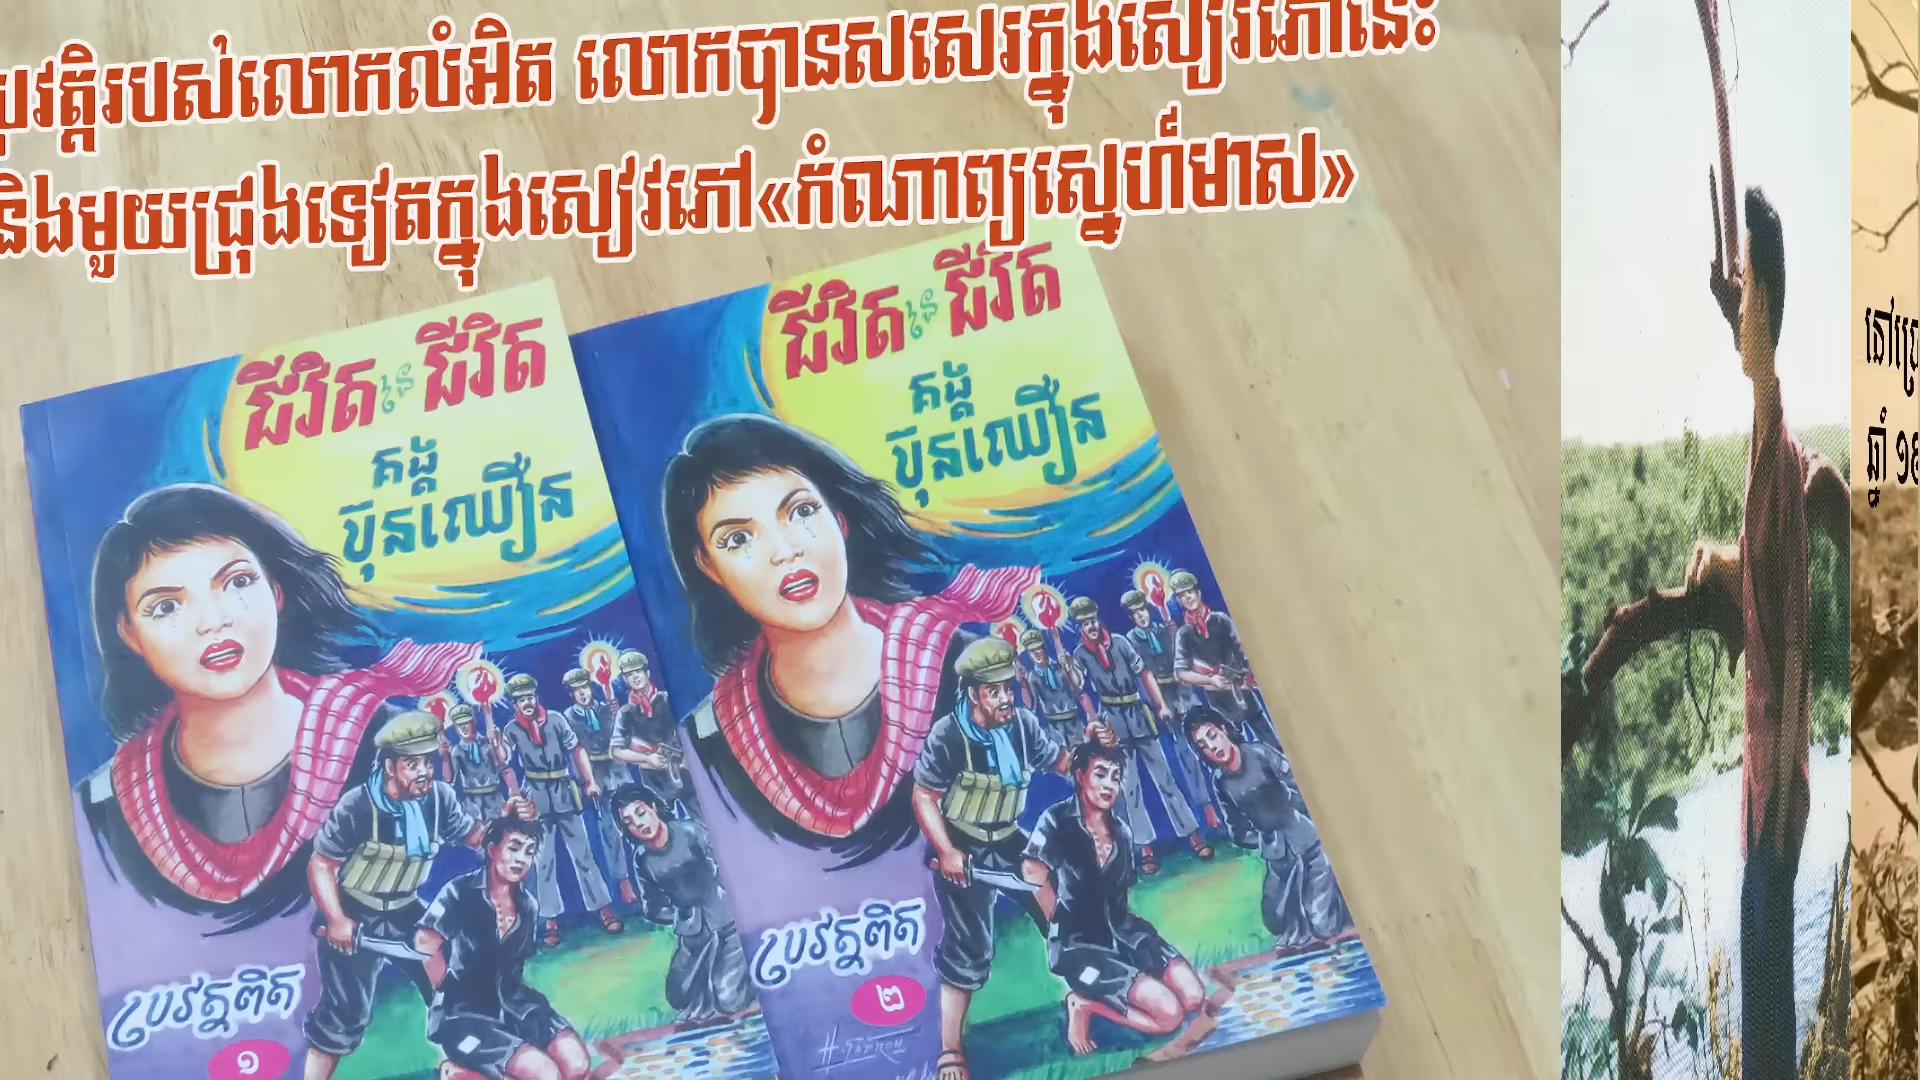 ប្រវត្តិរបស់លោកលំអិត លោកបានសសេរក្នុងសៀវភៅនេះ
និងមួយជ្រុងទៀតក្នុងសៀវភៅ«កំណាព្យស្នេហ៍មាស»
ជីវិតនៃជីវិត
គង្គ
ប៊ុនឈឿន
ប្រវត្តពិត
១
ជីវិតនៃជីវិត
គង្គ
ប៊ុនឈឿន
ប្រវត្តពិត
២
ឆ្នាំ